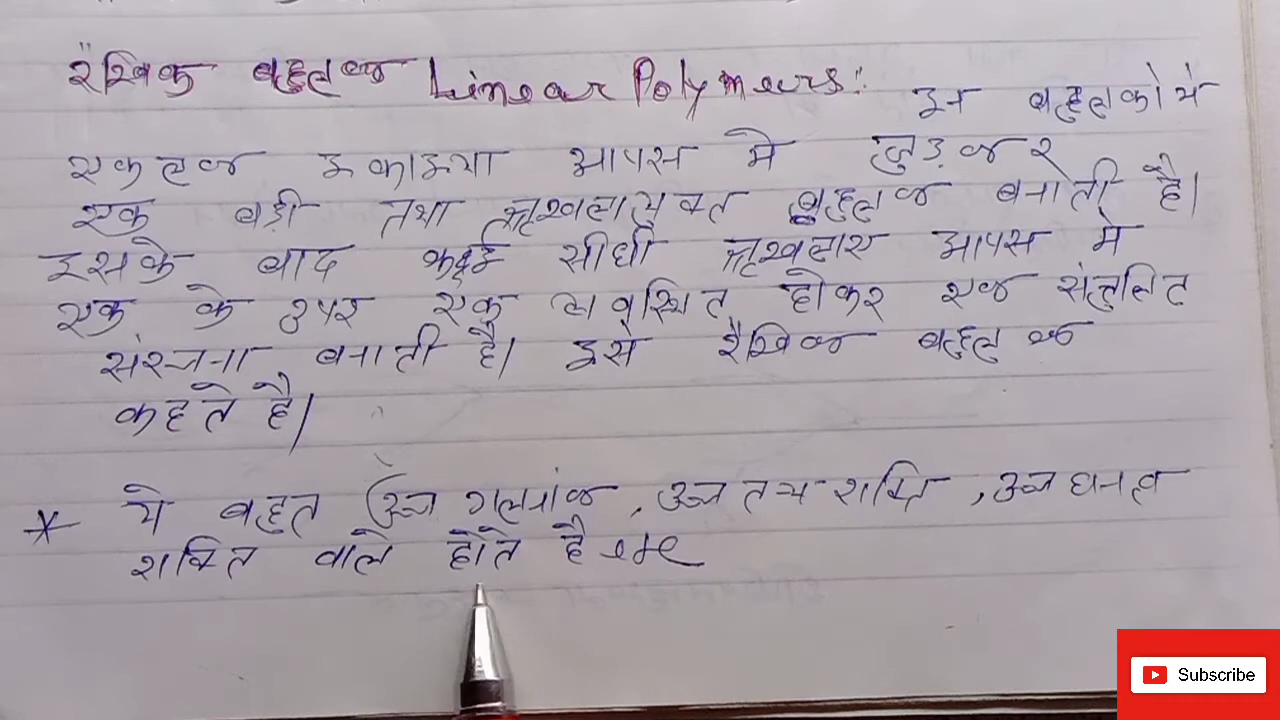 रैखिक बहुलक Linear Polymers:
इन बहुलको मे
एकलक इकाइया आपस मे जुड़कर
एक बड़ी तथा श्रृखलायुक्त बहुलक बनाती है।
इसके बाद कई सीधी श्रृखलाए आपस मे
एक के उपर एक व्यवस्थित होकर एक संतुलित
संरचना बनाती है। इसे रैखिक बहुलक
कहते है।
* ये बहुत उच्च गलनांक, उच्च तन्य शक्ति, उच्च घनत्व
शक्ति वाले होते है etc
Subscribe